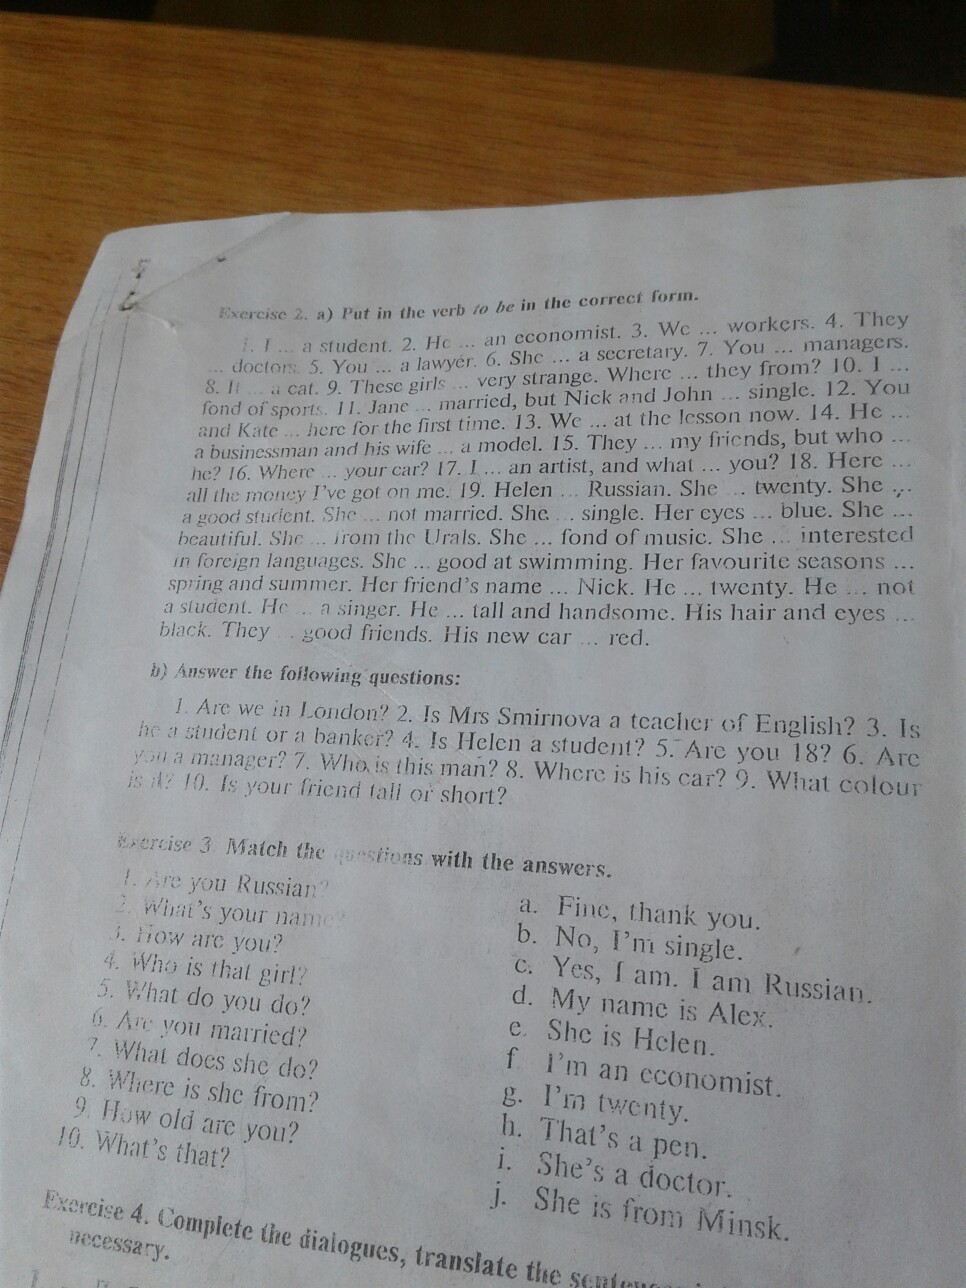 Exercise 2. a) Put in the verb to be in the correct form.
1. I ... a student. 2. He ... an economist. 3. We ... workers. 4. They
... doctors. 5. You ... a lawyer. 6. She ... a secretary. 7. You ... managers.
8. It ... a cat. 9. These girls ... very strange. Where ... they from? 10. I ...
fond of sports. 11. Jane ... married, but Nick and John ... single. 12. You
and Kate ... here for the first time. 13. We ... at the lesson now. 14. He ...
a businessman and his wife ... a model. 15. They ... my friends, but who ...
he? 16. Where ... your car? 17. I ... an artist, and what ... you? 18. Here ...
all the money I've got on me. 19. Helen ... Russian. She ... twenty. She ...
a good student. She ... not married. She ... single. Her eyes ... blue. She ...
beautiful. She ... from the Urals. She ... fond of music. She ... interested
in foreign languages. She ... good at swimming. Her favourite seasons ...
spring and summer. Her friend's name ... Nick. He ... twenty. He ... not
a student. He ... a singer. He ... tall and handsome. His hair and eyes ...
black. They ... good friends. His new car ... red.
b) Answer the following questions:
1. Are we in London? 2. Is Mrs Smirnova a teacher of English? 3. Is
he a student or a banker? 4. Is Helen a student? 5. Are you 18? 6. Are
you a manager? 7. Who is this man? 8. Where is his car? 9. What colour
is it? 10. Is your friend tall or short?
Exercise 3. Match the questions with the answers.
1. Are you Russian?
2. What's your name?
3. How are you?
4. Who is that girl?
5. What do you do?
6. Are you married?
7. What does she do?
8. Where is she from?
9. How old are you?
10. What's that?
a. Fine, thank you.
b. No, I'm single.
c. Yes, I am. I am Russian.
d. My name is Alex.
e. She is Helen.
f. I'm an economist.
g. I'm twenty.
h. That's a pen.
i. She's a doctor.
j. She is from Minsk.
Exercise 4. Complete the dialogues, translate the
necessary.